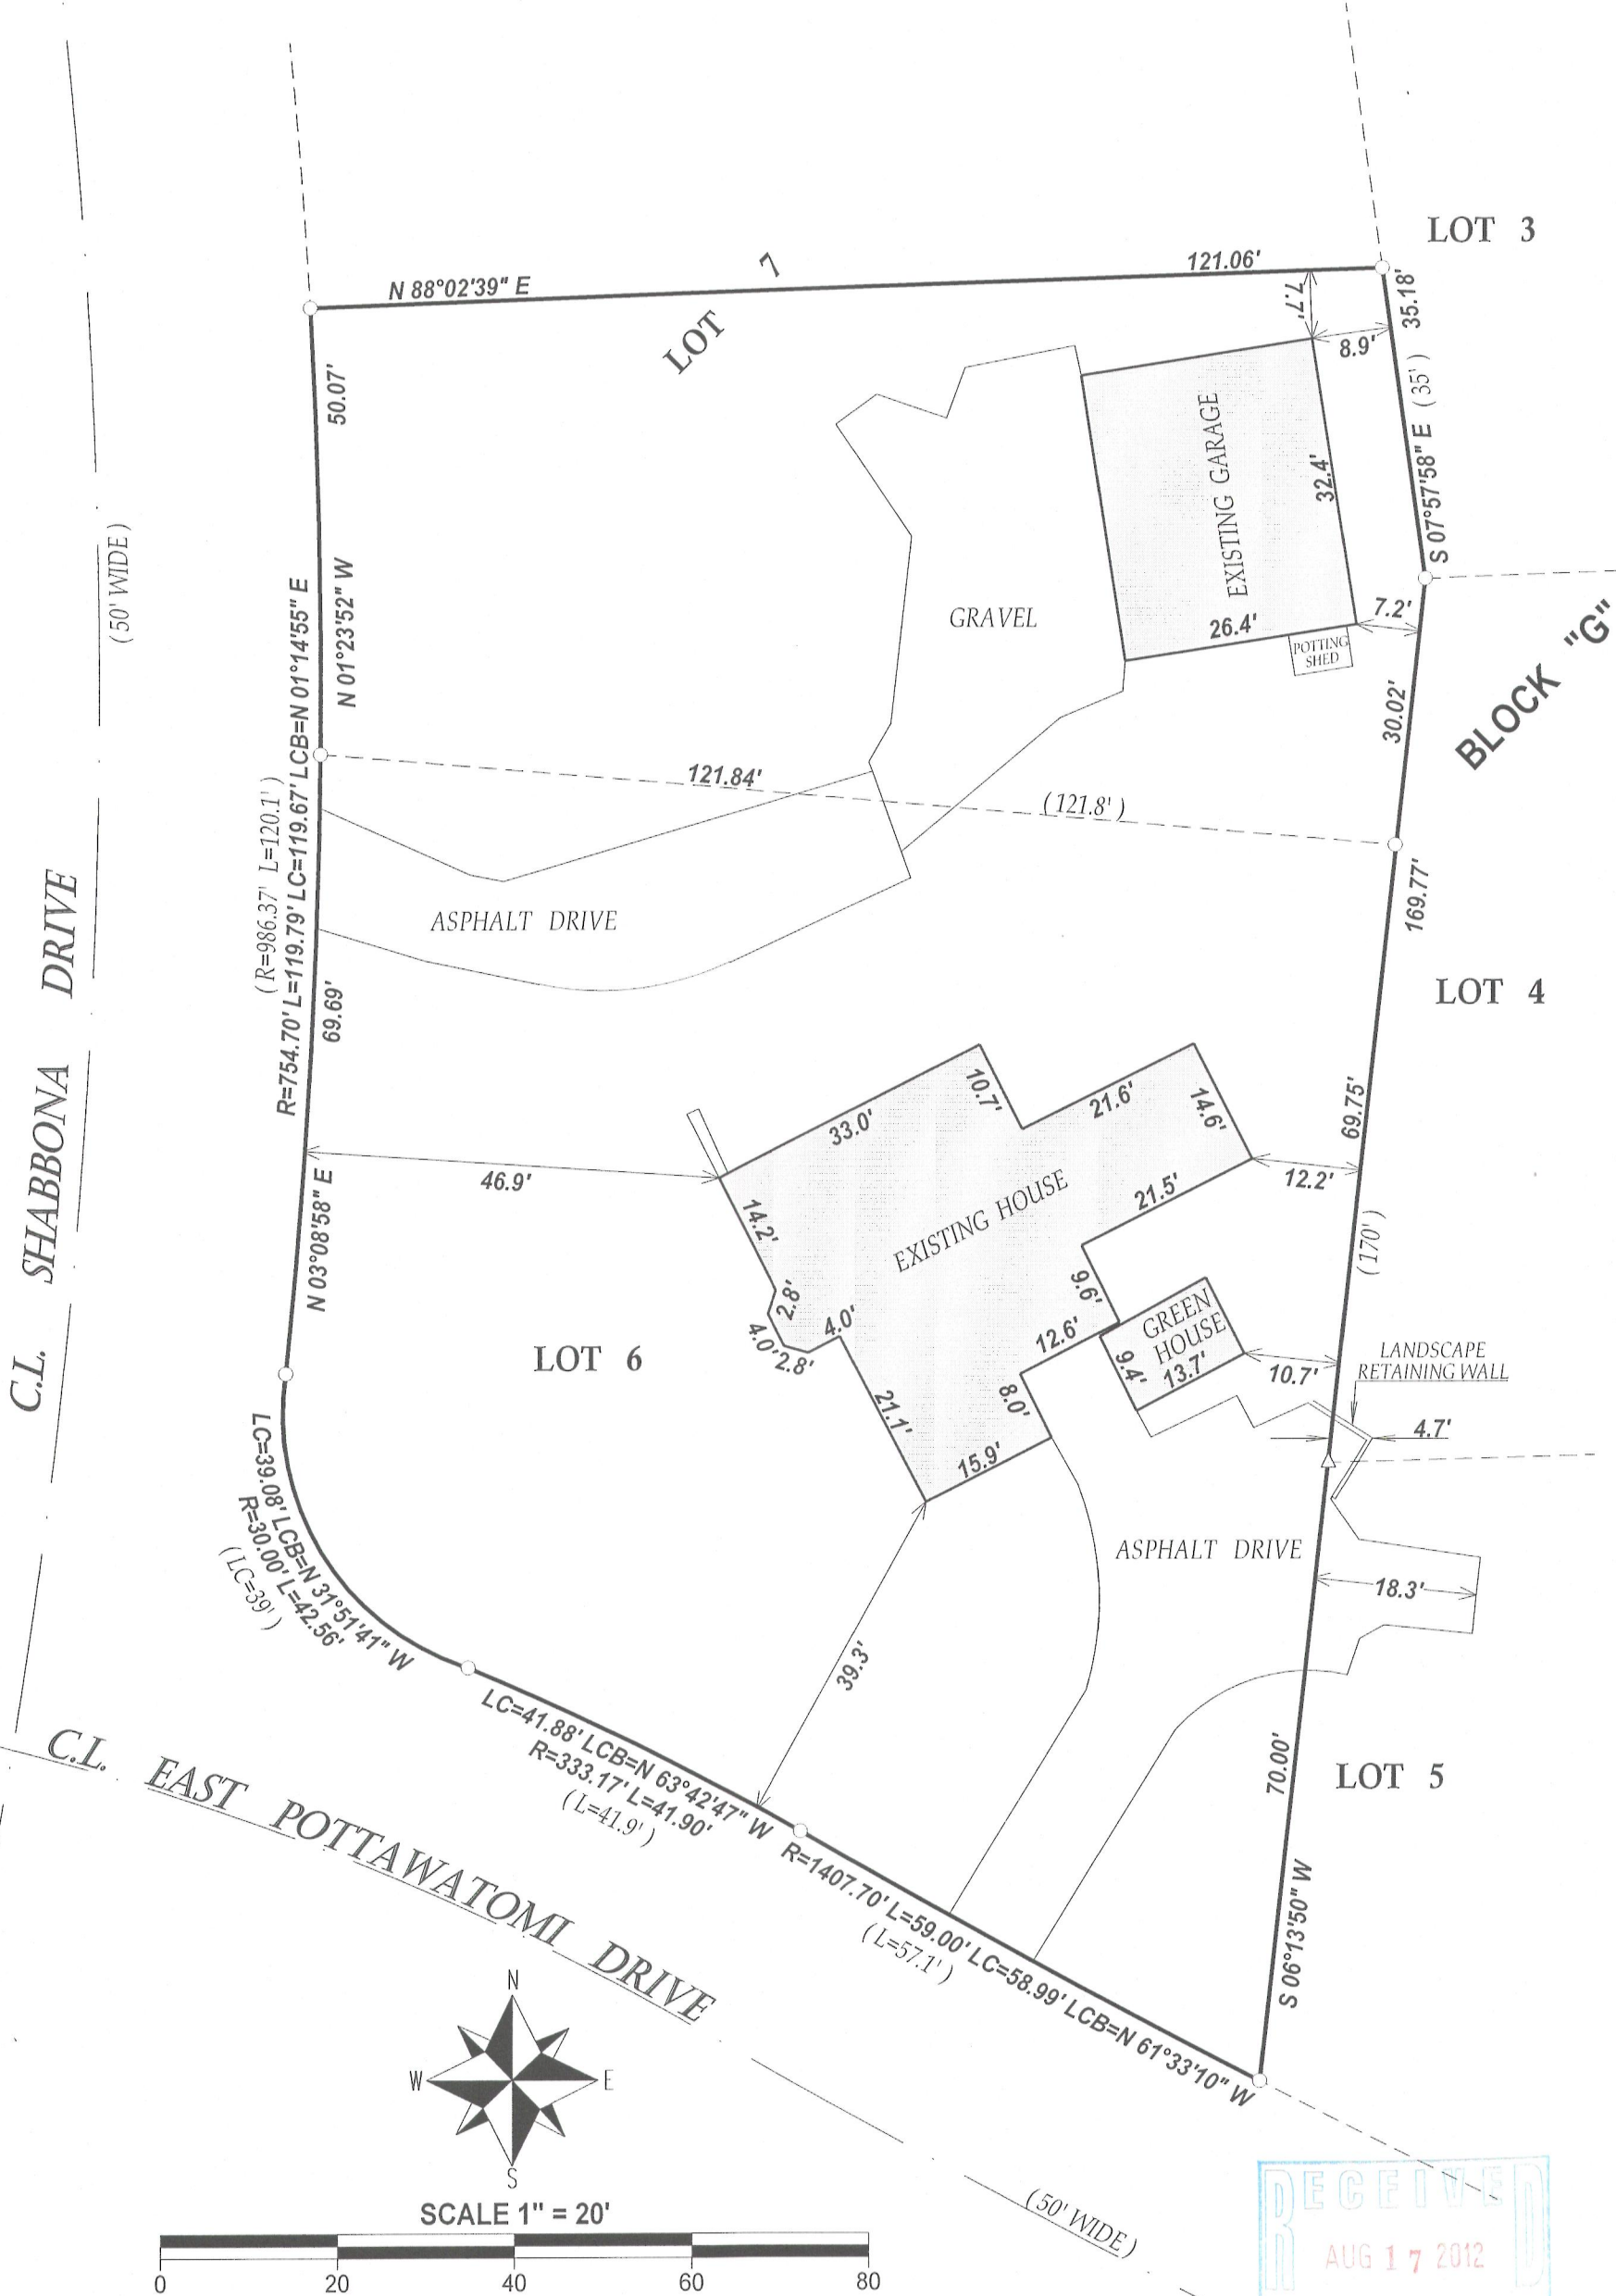 LOT 3
N 88°02'39" E
121.06'
LOT 7
7.7'
8.9'
35.18'
S 07°57'58" E
( 35' )
50.07'
EXISTING GARAGE
32.4'
26.4'
POTTING
SHED
7.2'
GRAVEL
( 50' WIDE )
BLOCK "G"
30.02'
N 01°23'52" W
R=754.70' L=119.79' LC=119.67' LCB=N 01°14'55" E
( R=986.37' L=120.1' )
121.84'
( 121.8' )
169.77'
ASPHALT DRIVE
69.69'
LOT 4
C.L. SHABBONA DRIVE
10.7'
21.6'
14.6'
33.0'
69.75'
46.9'
N 03°08'58" E
14.2'
EXISTING HOUSE
21.5'
12.2'
( 170' )
2.8'
4.0'
2.8'
4.0'
9.6'
12.6'
GREEN
HOUSE
9.4'
13.7'
10.7'
LANDSCAPE
RETAINING WALL
4.7'
LOT 6
21.1'
8.0'
15.9'
LC=39.08' LCB=N 31°51'41" W
R=30.00' L=42.56'
( LC=39' )
ASPHALT DRIVE
18.3'
39.3'
LC=41.88' LCB=N 63°42'47" W
R=333.17' L=41.90'
( L=41.9' )
70.00'
LOT 5
C.L. EAST POTTAWATOMI DRIVE
R=1407.70' L=59.00' LC=58.99' LCB=N 61°33'10" W
( L=57.1' )
S 06°13'50" W
N
W
E
S
( 50' WIDE )
SCALE 1" = 20'
0 20 40 60 80
RECEIVED
AUG 17 2012